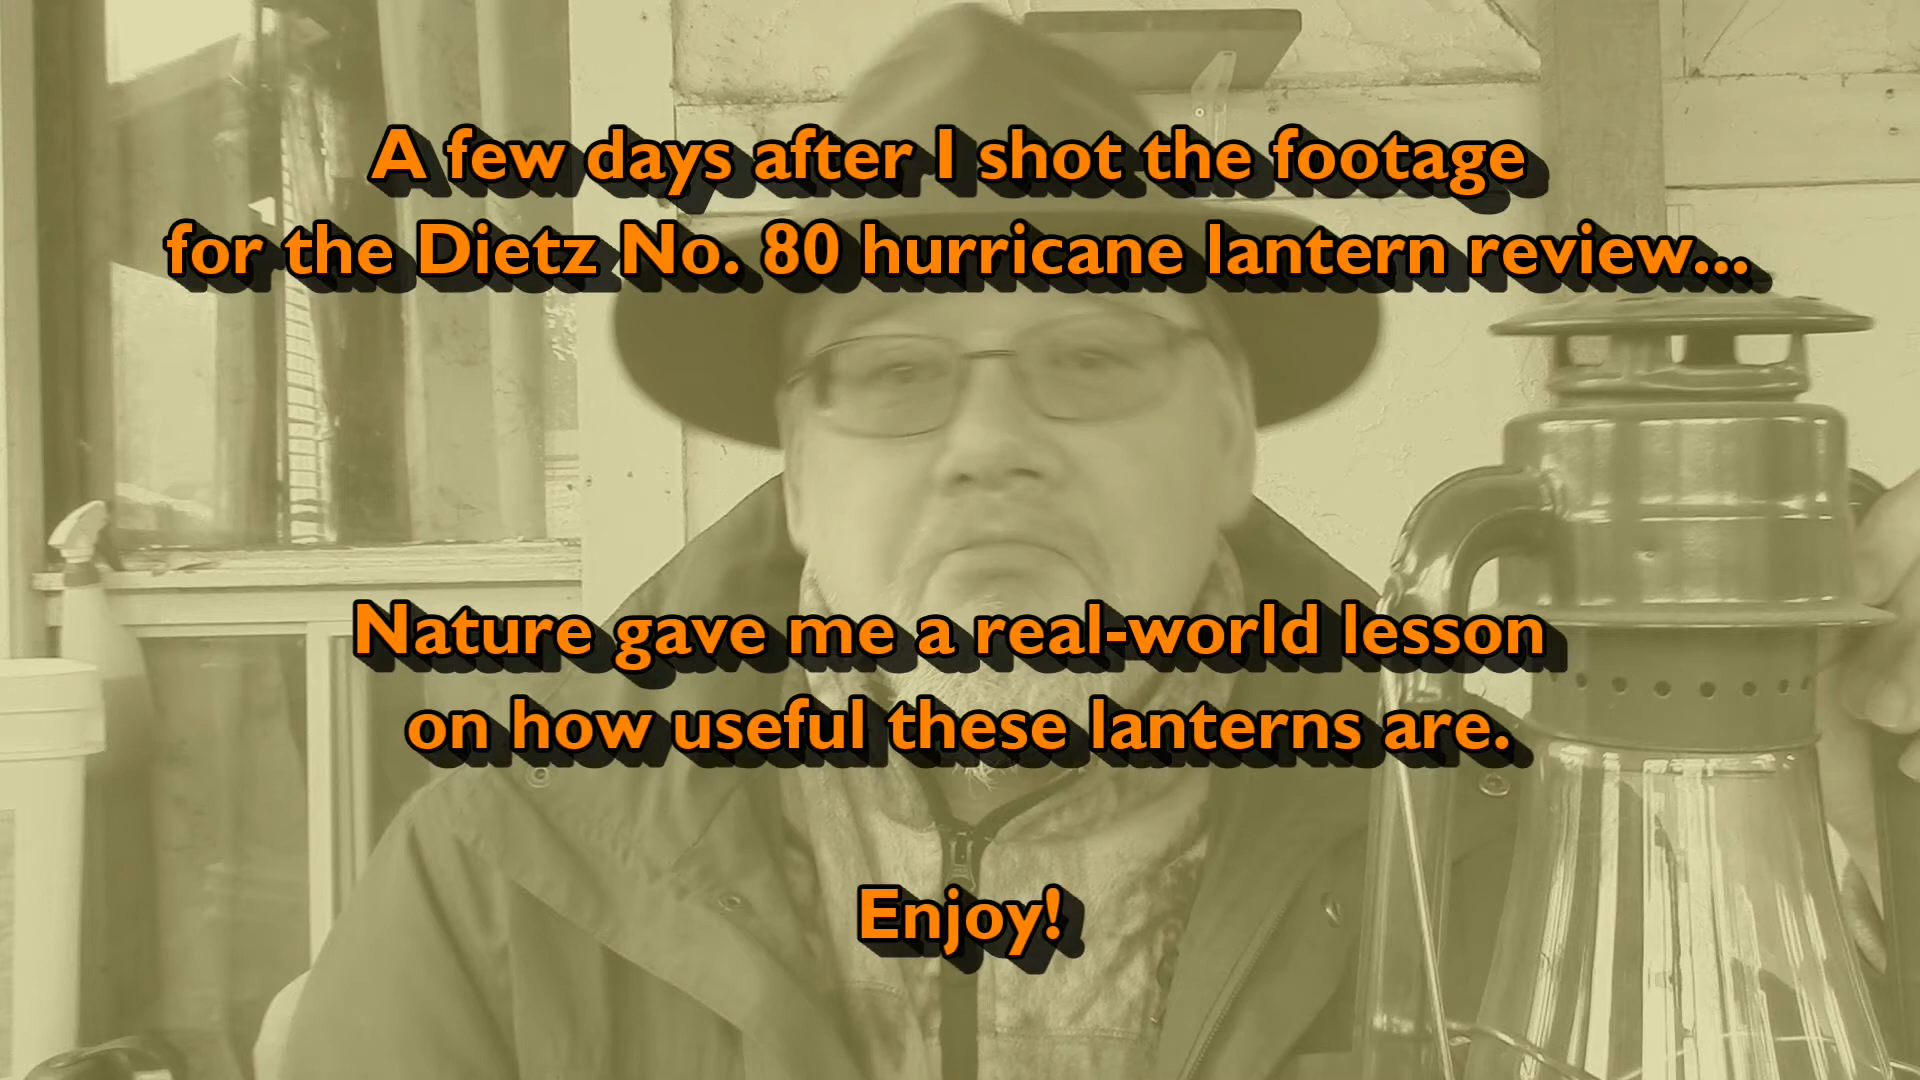 A few days after I shot the footage
for the Dietz No. 80 hurricane lantern review...
Nature gave me a real-world lesson
on how useful these lanterns are.
Enjoy!